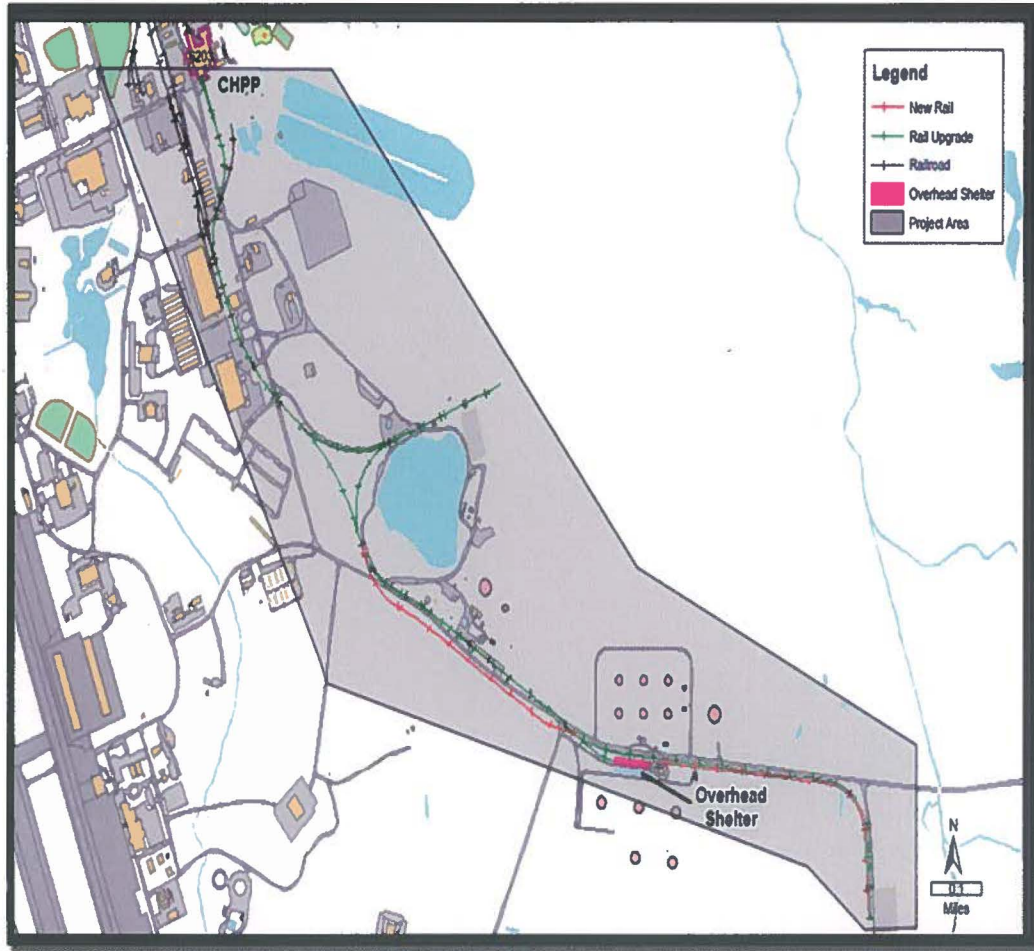 CHPP
Legend
New Rail
Rail Upgrade
Railroad
Overhead Shelter
Project Area
Overhead
Shelter
N
0.1
Miles